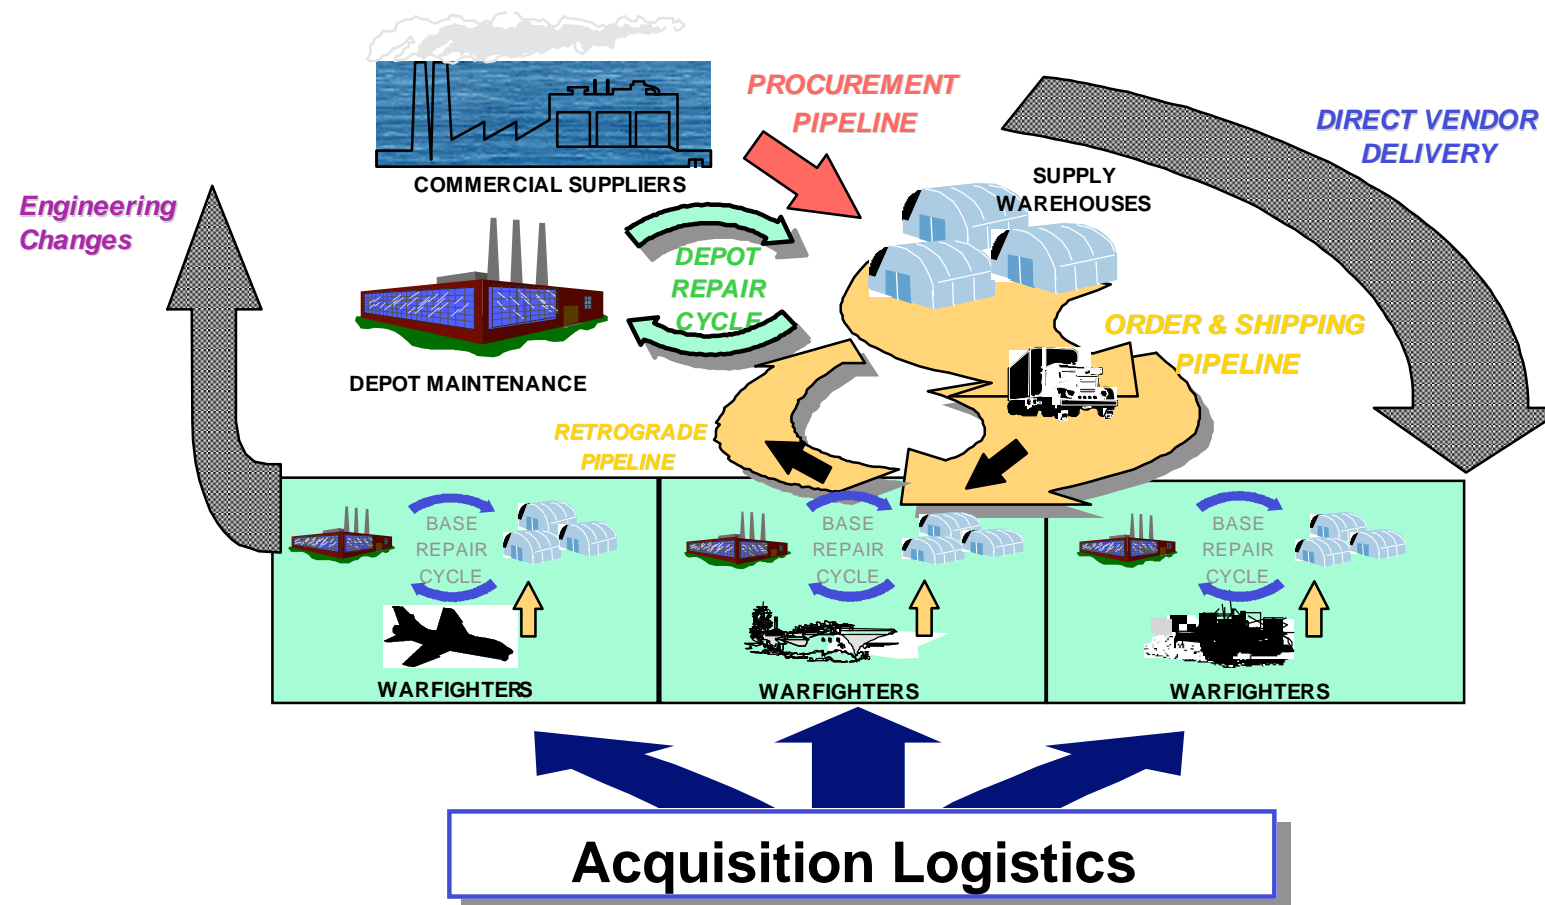 PROCUREMENT
PIPELINE
DIRECT VENDOR
DELIVERY
COMMERCIAL SUPPLIERS
SUPPLY
WAREHOUSES
Engineering
Changes
DEPOT
REPAIR
CYCLE
ORDER & SHIPPING
PIPELINE
DEPOT MAINTENANCE
RETROGRADE
PIPELINE
BASE
REPAIR
CYCLE
WARFIGHTERS
BASE
REPAIR
CYCLE
WARFIGHTERS
BASE
REPAIR
CYCLE
WARFIGHTERS
Acquisition Logistics